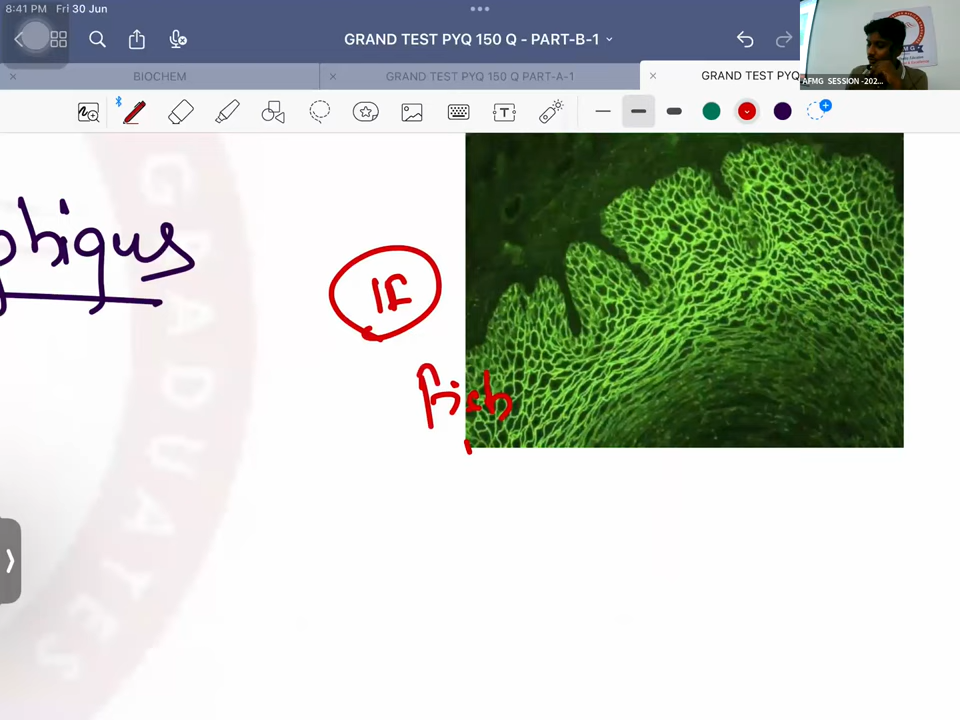 8:41 PM Fri 30 Jun
GRAND TEST PYQ 150 Q - PART-B-1
BIOCHEM
GRAND TEST PYQ 150 Q PART-A-1
GRAND TEST PYQ
AFMG SESSION -202...
phigus
IF
Fish
GRADUATES